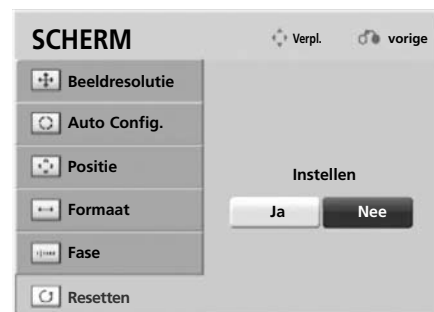 SCHERM
Verpl.
vorige
Beeldresolutie
Auto Config.
Positie
Formaat
Fase
Resetten
Instellen
Ja
Nee